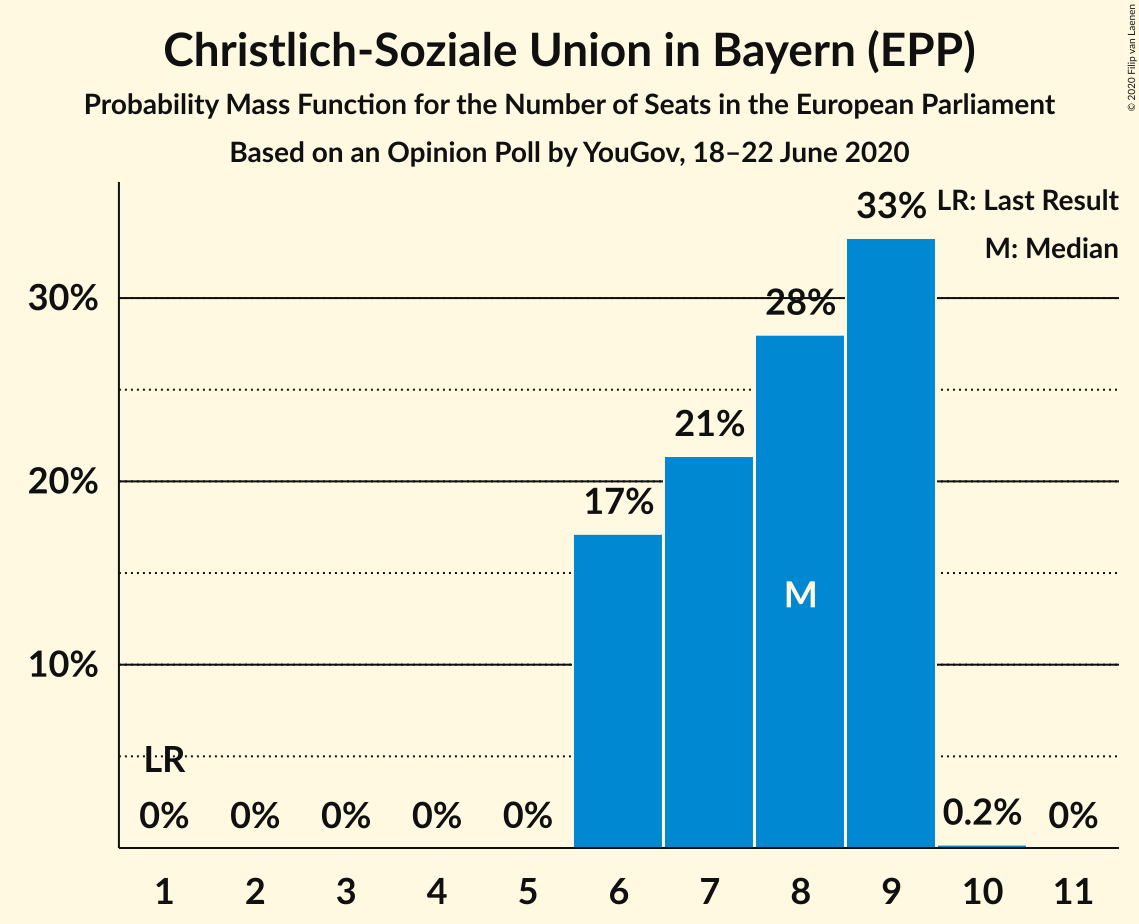 Christlich-Soziale Union in Bayern (EPP)
Probability Mass Function for the Number of Seats in the European Parliament
Based on an Opinion Poll by YouGov, 18–22 June 2020
© 2020 Filip van Laenen
LR: Last Result
M: Median
33%
30%
28%
21%
20%
17%
M
10%
LR
0% 0% 0% 0% 0% 0.2% 0%
1 2 3 4 5 6 7 8 9 10 11